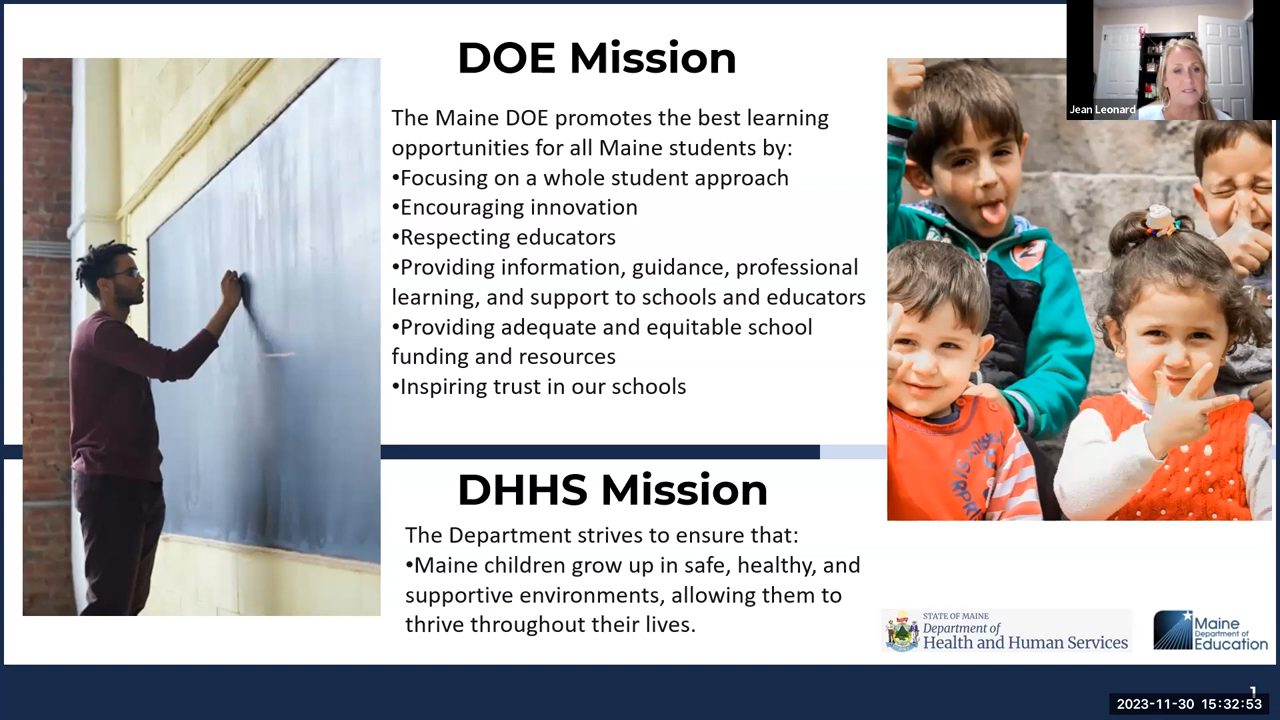 DOE Mission
Jean Leonard
The Maine DOE promotes the best learning
opportunities for all Maine students by:
•Focusing on a whole student approach
•Encouraging innovation
•Respecting educators
•Providing information, guidance, professional
learning, and support to schools and educators
•Providing adequate and equitable school
funding and resources
•Inspiring trust in our schools
DHHS Mission
The Department strives to ensure that:
•Maine children grow up in safe, healthy, and
supportive environments, allowing them to
thrive throughout their lives.
STATE OF MAINE
Department of
Health and Human Services
Maine
Department of
Education
1
2023-11-30 15:32:53